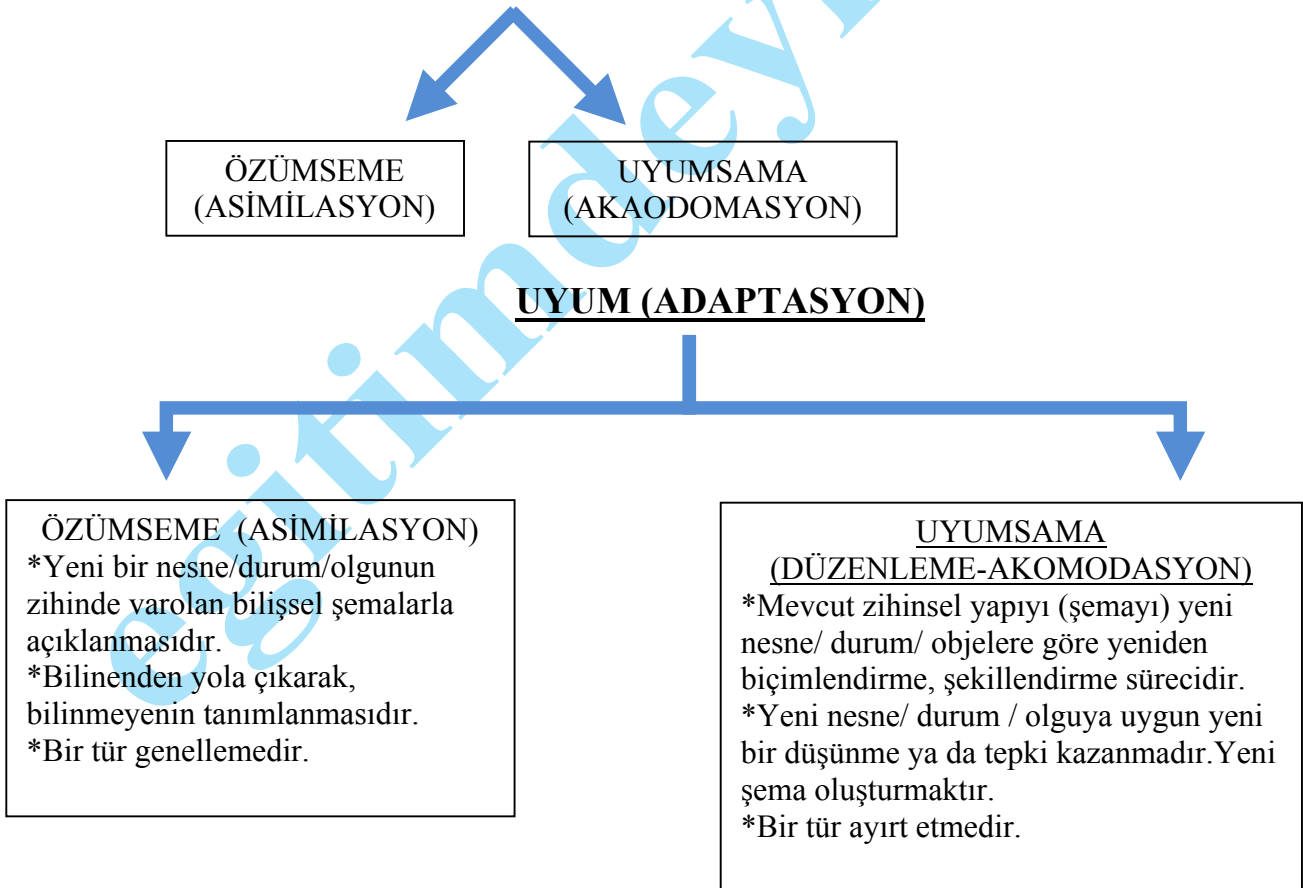 ÖZÜMSEME
(ASİMİLASYON)
UYUMSAMA
(AKAODOMASYON)
UYUM (ADAPTASYON)
ÖZÜMSEME (ASİMİLASYON)
*Yeni bir nesne/durum/olgunun
zihinde varolan bilişsel şemalarla
açıklanmasıdır.
*Bilinenden yola çıkarak,
bilinmeyenin tanımlanmasıdır.
*Bir tür genellemedir.
UYUMSAMA
(DÜZENLEME-AKOMODASYON)
*Mevcut zihinsel yapıyı (şemayı) yeni
nesne/ durum/ objelere göre yeniden
biçimlendirme, şekillendirme sürecidir.
*Yeni nesne/ durum / olguya uygun yeni
bir düşünme ya da tepki kazanmadır.Yeni
şema oluşturmaktır.
*Bir tür ayırt etmedir.
egitimdey